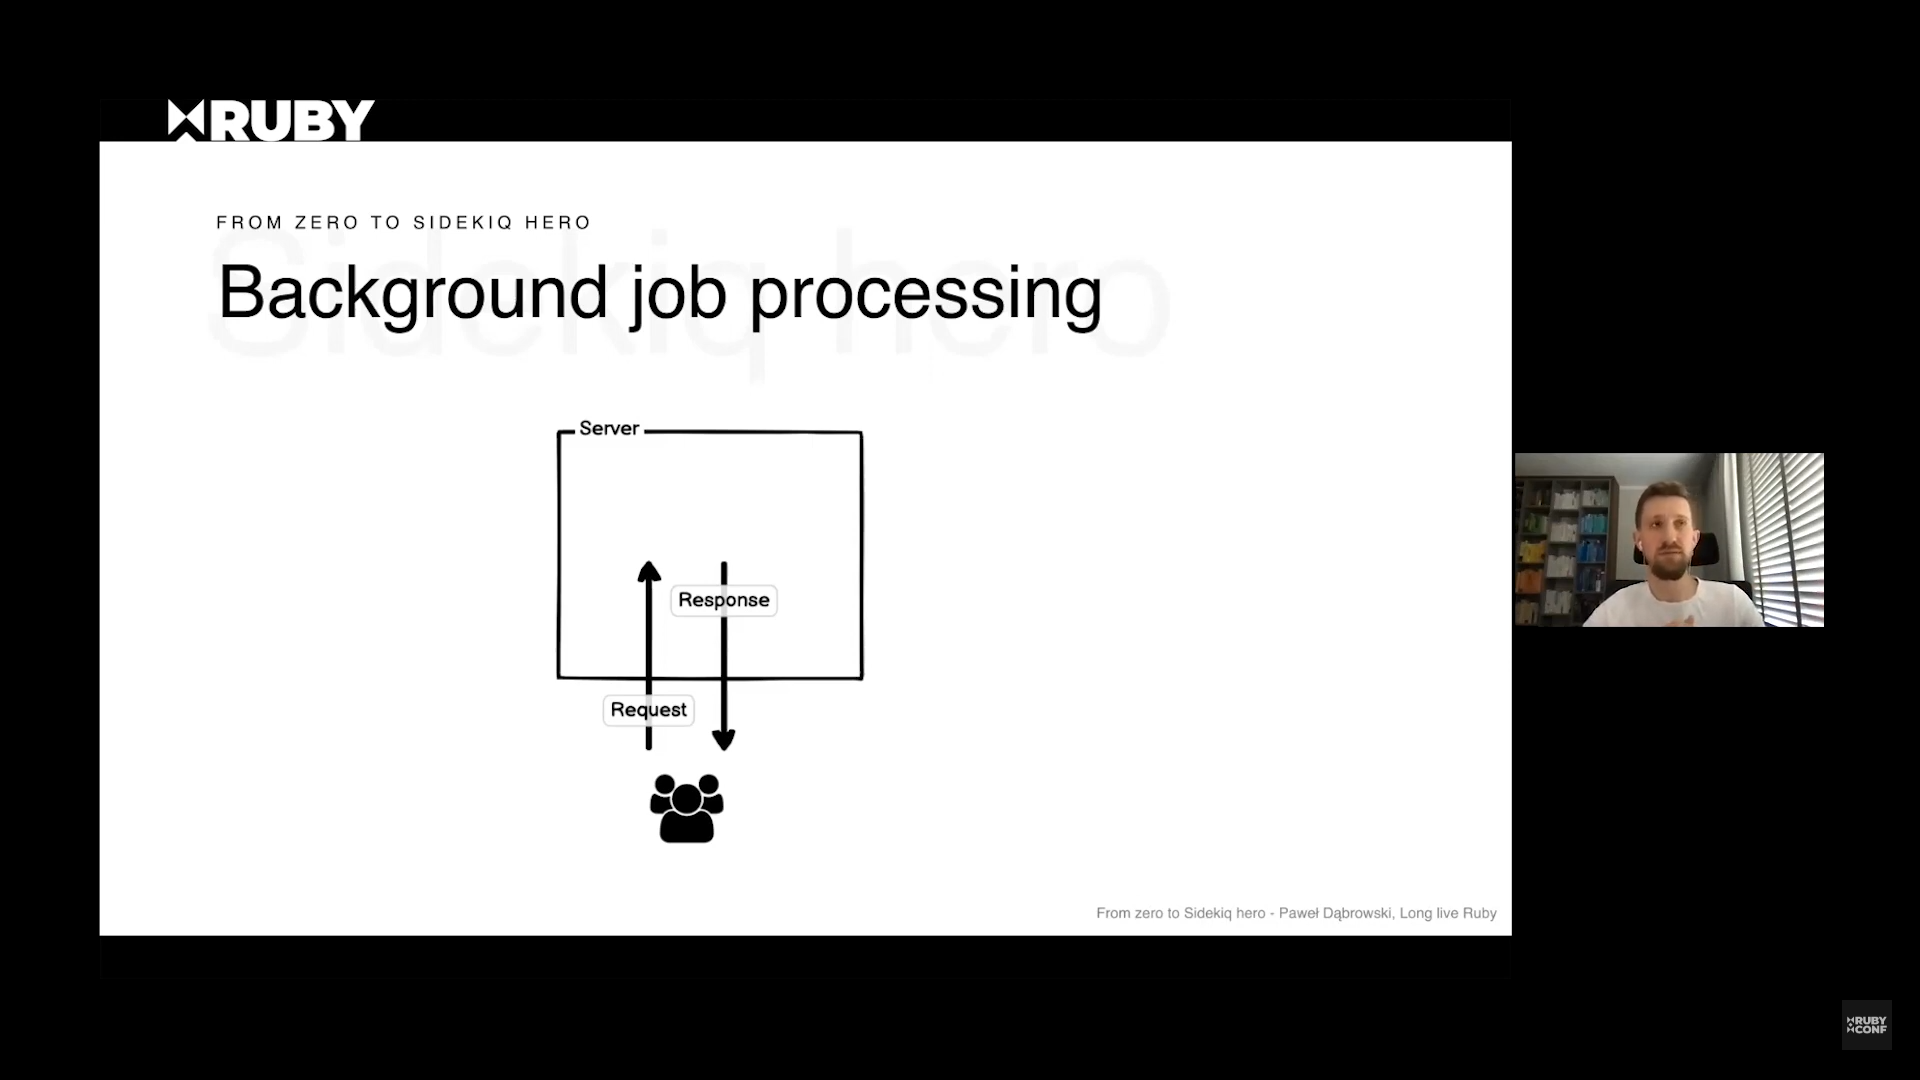 RUBY
FROM ZERO TO SIDEKIQ HERO
Background job processing
Sidekiq hero
Server
Response
Request
From zero to Sidekiq hero - Paweł Dąbrowski, Long live Ruby
RUBY
CONF